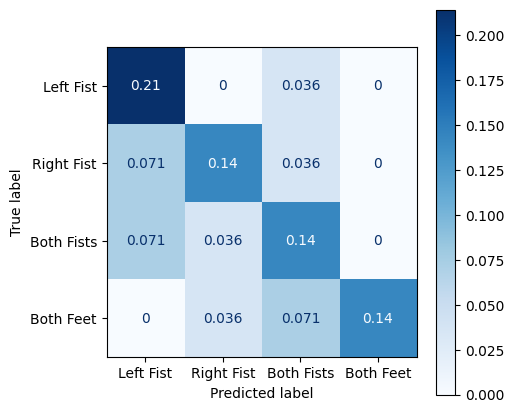 0.200
Left Fist 0.21 0 0.036 0
0.175
0.150
Right Fist 0.071 0.14 0.036 0
0.125
True label
0.100
Both Fists 0.071 0.036 0.14 0
0.075
0.050
Both Feet 0 0.036 0.071 0.14
0.025
0.000
Left Fist Right Fist Both Fists Both Feet
Predicted label